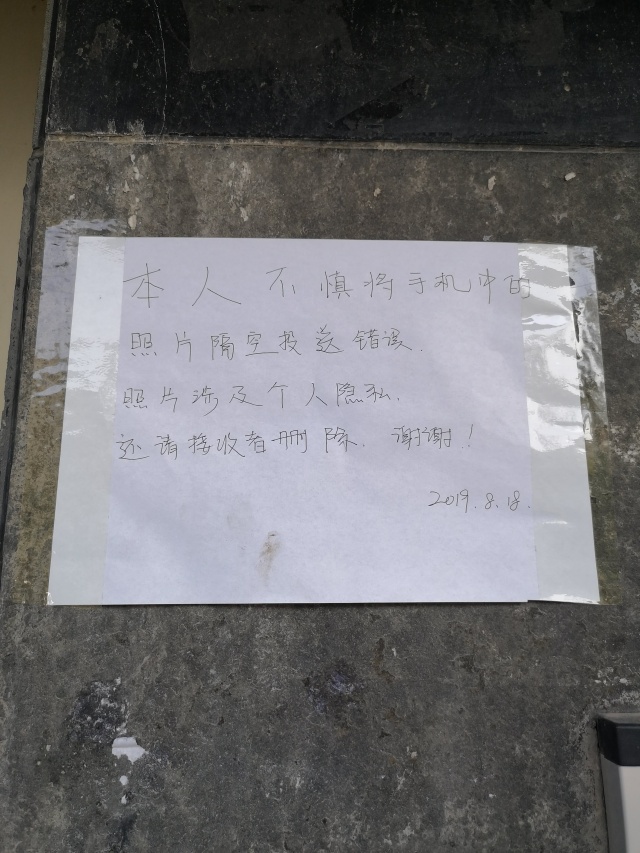 本人不慎将手机中的
照片隔空投送错误.
照片涉及个人隐私.
还请接收者删除. 谢谢!
2019.8.18.